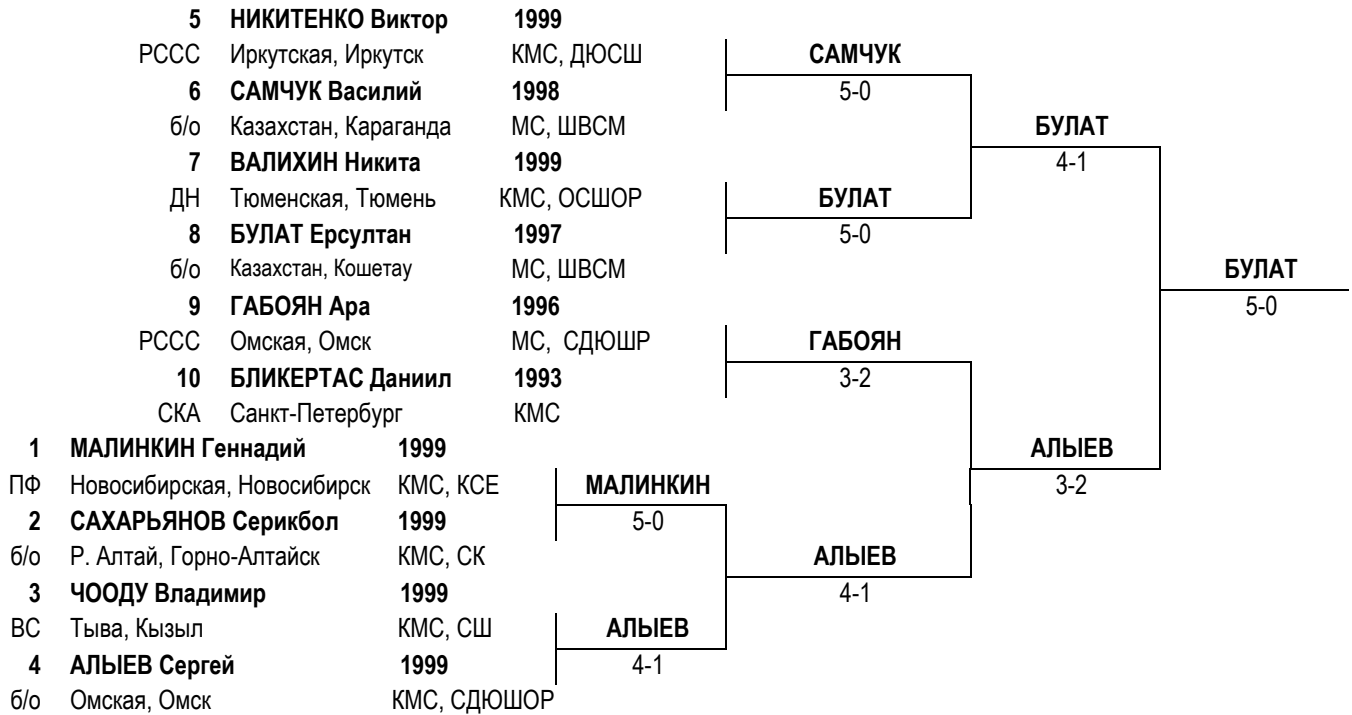 5 НИКИТЕНКО Виктор 1999
РССС Иркутская, Иркутск КМС, ДЮСШ САМЧУК
6 САМЧУК Василий 1998 5-0
б/о Казахстан, Караганда МС, ШВСМ БУЛАТ
7 ВАЛИХИН Никита 1999 4-1
ДН Тюменская, Тюмень КМС, ОСШОР БУЛАТ
8 БУЛАТ Ерсултан 1997 5-0
б/о Казахстан, Кошетау МС, ШВСМ БУЛАТ
9 ГАБОЯН Ара 1996 5-0
РССС Омская, Омск МС, СДЮШР ГАБОЯН
10 БЛИКЕРТАС Даниил 1993 3-2
СКА Санкт-Петербург КМС
1 МАЛИНКИН Геннадий 1999 АЛЫЕВ
ПФ Новосибирская, Новосибирск КМС, КСЕ МАЛИНКИН 3-2
2 САХАРЬЯНОВ Серикбол 1999 5-0
б/о Р. Алтай, Горно-Алтайск КМС, СК АЛЫЕВ
3 ЧООДУ Владимир 1999 4-1
ВС Тыва, Кызыл КМС, СШ АЛЫЕВ
4 АЛЫЕВ Сергей 1999 4-1
б/о Омская, Омск КМС, СДЮШОР